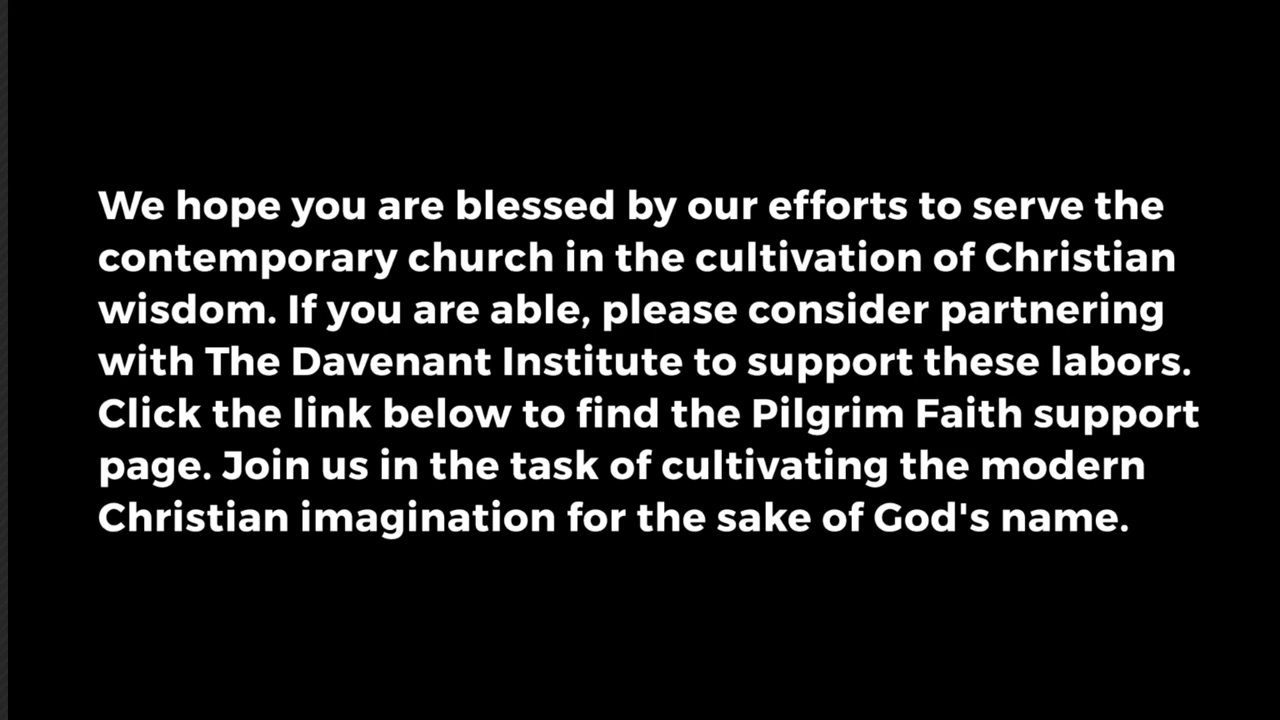 We hope you are blessed by our efforts to serve the
contemporary church in the cultivation of Christian
wisdom. If you are able, please consider partnering
with The Davenant Institute to support these labors.
Click the link below to find the Pilgrim Faith support
page. Join us in the task of cultivating the modern
Christian imagination for the sake of God's name.